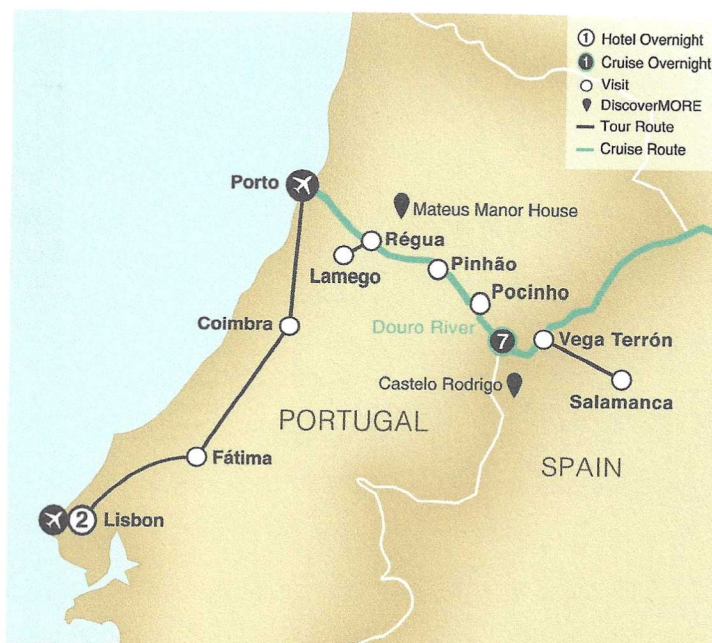 1 Hotel Overnight
1 Cruise Overnight
Visit
DiscoverMORE
Tour Route
Cruise Route
Porto
Mateus Manor House
Régua
Lamego
Pinhão
Pocinho
Coimbra
Douro River
7
Vega Terrón
Castelo Rodrigo
Salamanca
PORTUGAL
Fátima
SPAIN
2 Lisbon